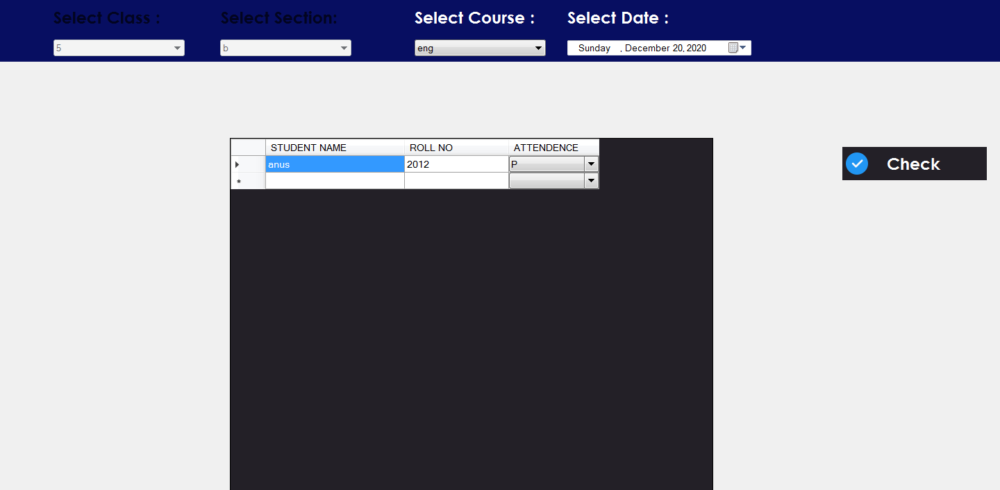 Select Class : Select Section: Select Course : Select Date :
5 b eng Sunday , December 20, 2020
STUDENT NAME ROLL NO ATTENDENCE
anus 2012 P
*
Check